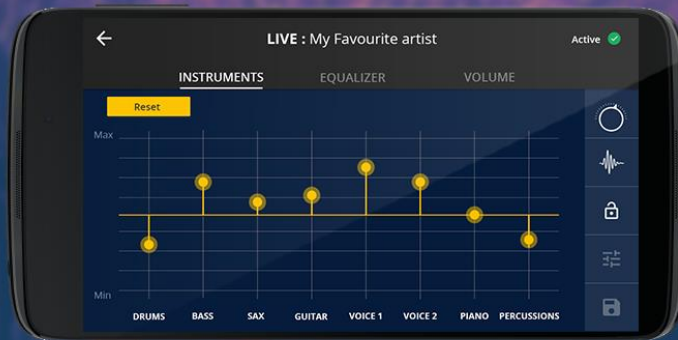 LIVE : My Favourite artist
Active
INSTRUMENTS EQUALIZER VOLUME
Reset
Max
Min
DRUMS BASS SAX GUITAR VOICE 1 VOICE 2 PIANO PERCUSSIONS